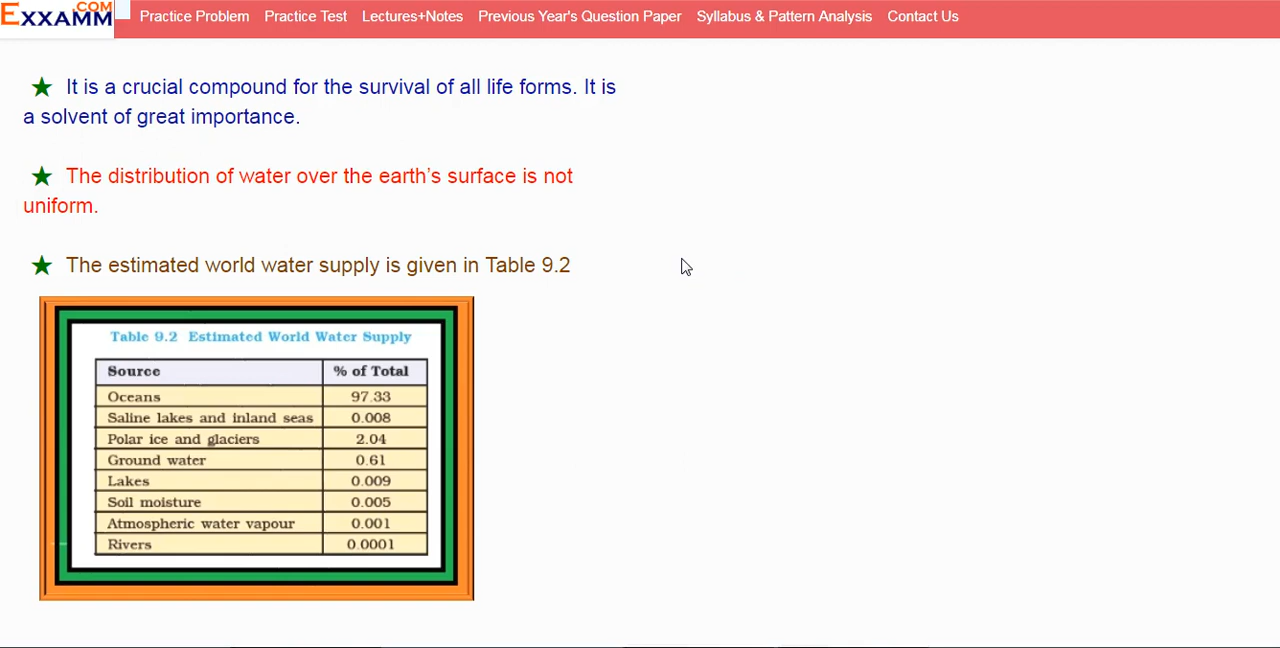 EXXAMM.COM
Practice Problem Practice Test Lectures+Notes Previous Year's Question Paper Syllabus & Pattern Analysis Contact Us
★ It is a crucial compound for the survival of all life forms. It is
a solvent of great importance.
★ The distribution of water over the earth's surface is not
uniform.
★ The estimated world water supply is given in Table 9.2
Table 9.2 Estimated World Water Supply
Source % of Total
Oceans 97.33
Saline lakes and inland seas 0.008
Polar ice and glaciers 2.04
Ground water 0.61
Lakes 0.009
Soil moisture 0.005
Atmospheric water vapour 0.001
Rivers 0.0001